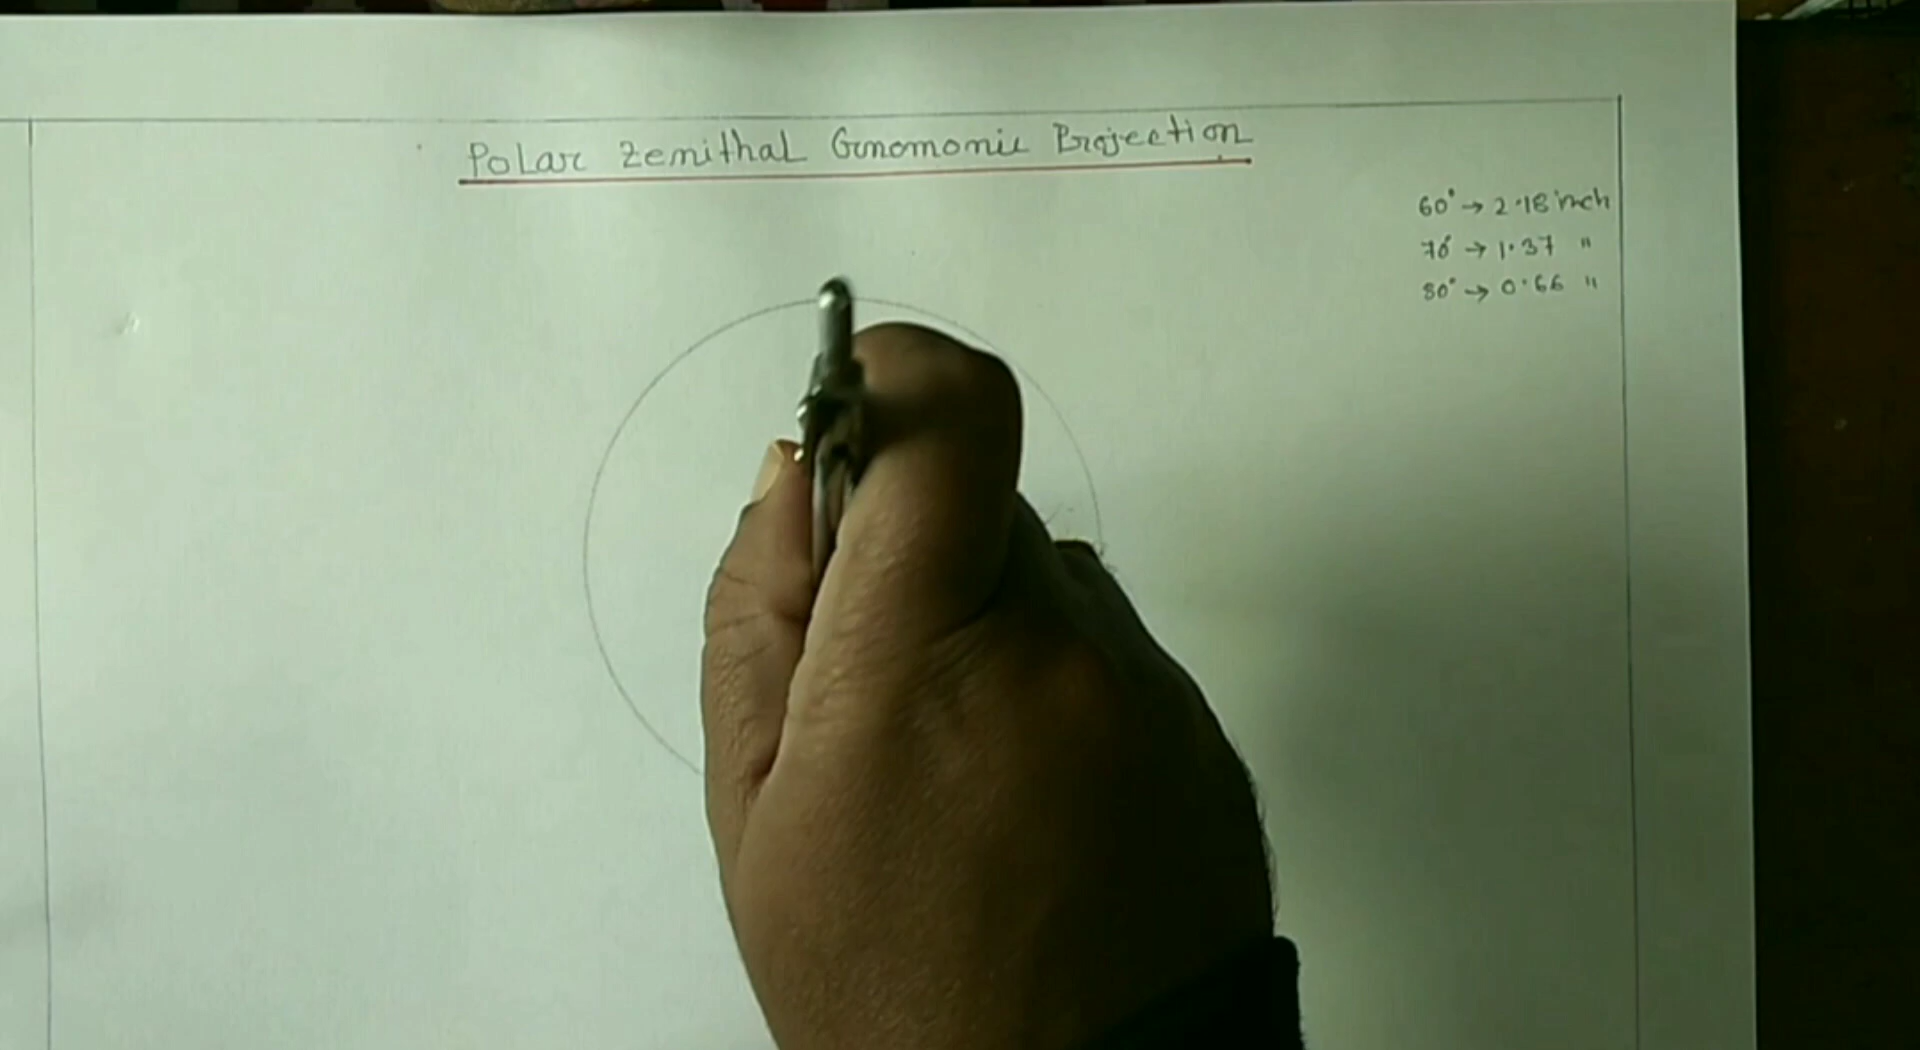 Polar Zenithal Gnomonic Projection
60° → 2.18 inch
70° → 1.37 "
80° → 0.66 "